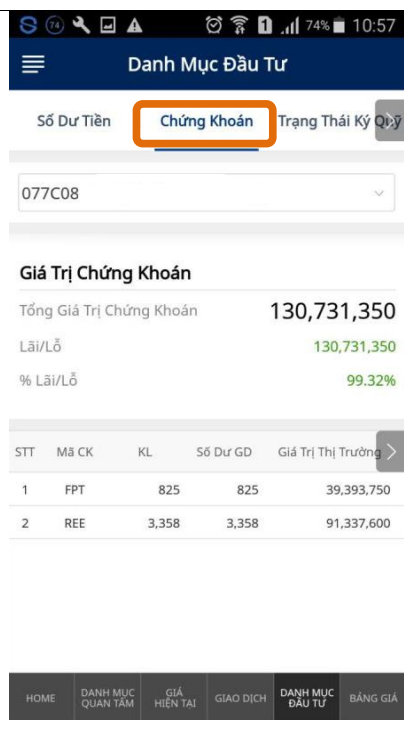 74 1 74% 10:57
Danh Mục Đầu Tư
Số Dư Tiền Chứng Khoán Trạng Thái Ký Quỹ
077C08
Giá Trị Chứng Khoán
Tổng Giá Trị Chứng Khoán 130,731,350
Lãi/Lỗ 130,731,350
% Lãi/Lỗ 99.32%
STT Mã CK KL Số Dư GD Giá Trị Thị Trường
1 FPT 825 825 39,393,750
2 REE 3,358 3,358 91,337,600
HOME DANH MỤC QUAN TÂM GIÁ HIỆN TẠI GIAO DỊCH DANH MỤC ĐẦU TƯ BẢNG GIÁ